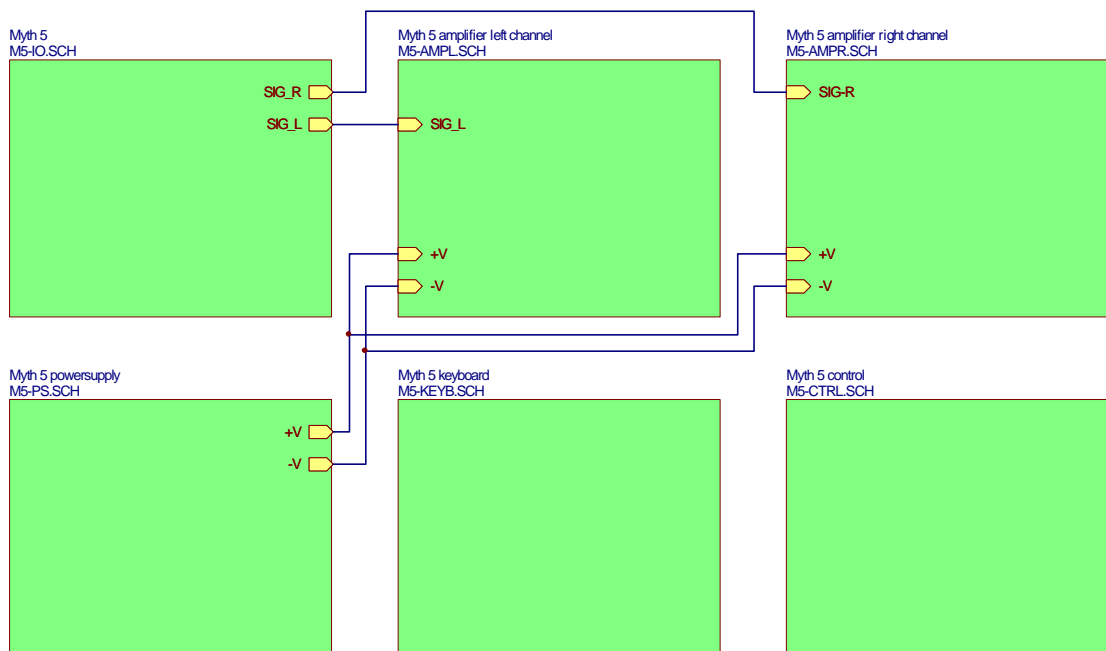 Myth 5
M5-IO.SCH
SIG_R
SIG_L
Myth 5 amplifier left channel
M5-AMPL.SCH
SIG_L
+V
-V
Myth 5 amplifier right channel
M5-AMPR.SCH
SIG-R
+V
-V
Myth 5 powersupply
M5-PS.SCH
+V
-V
Myth 5 keyboard
M5-KEYB.SCH
Myth 5 control
M5-CTRL.SCH